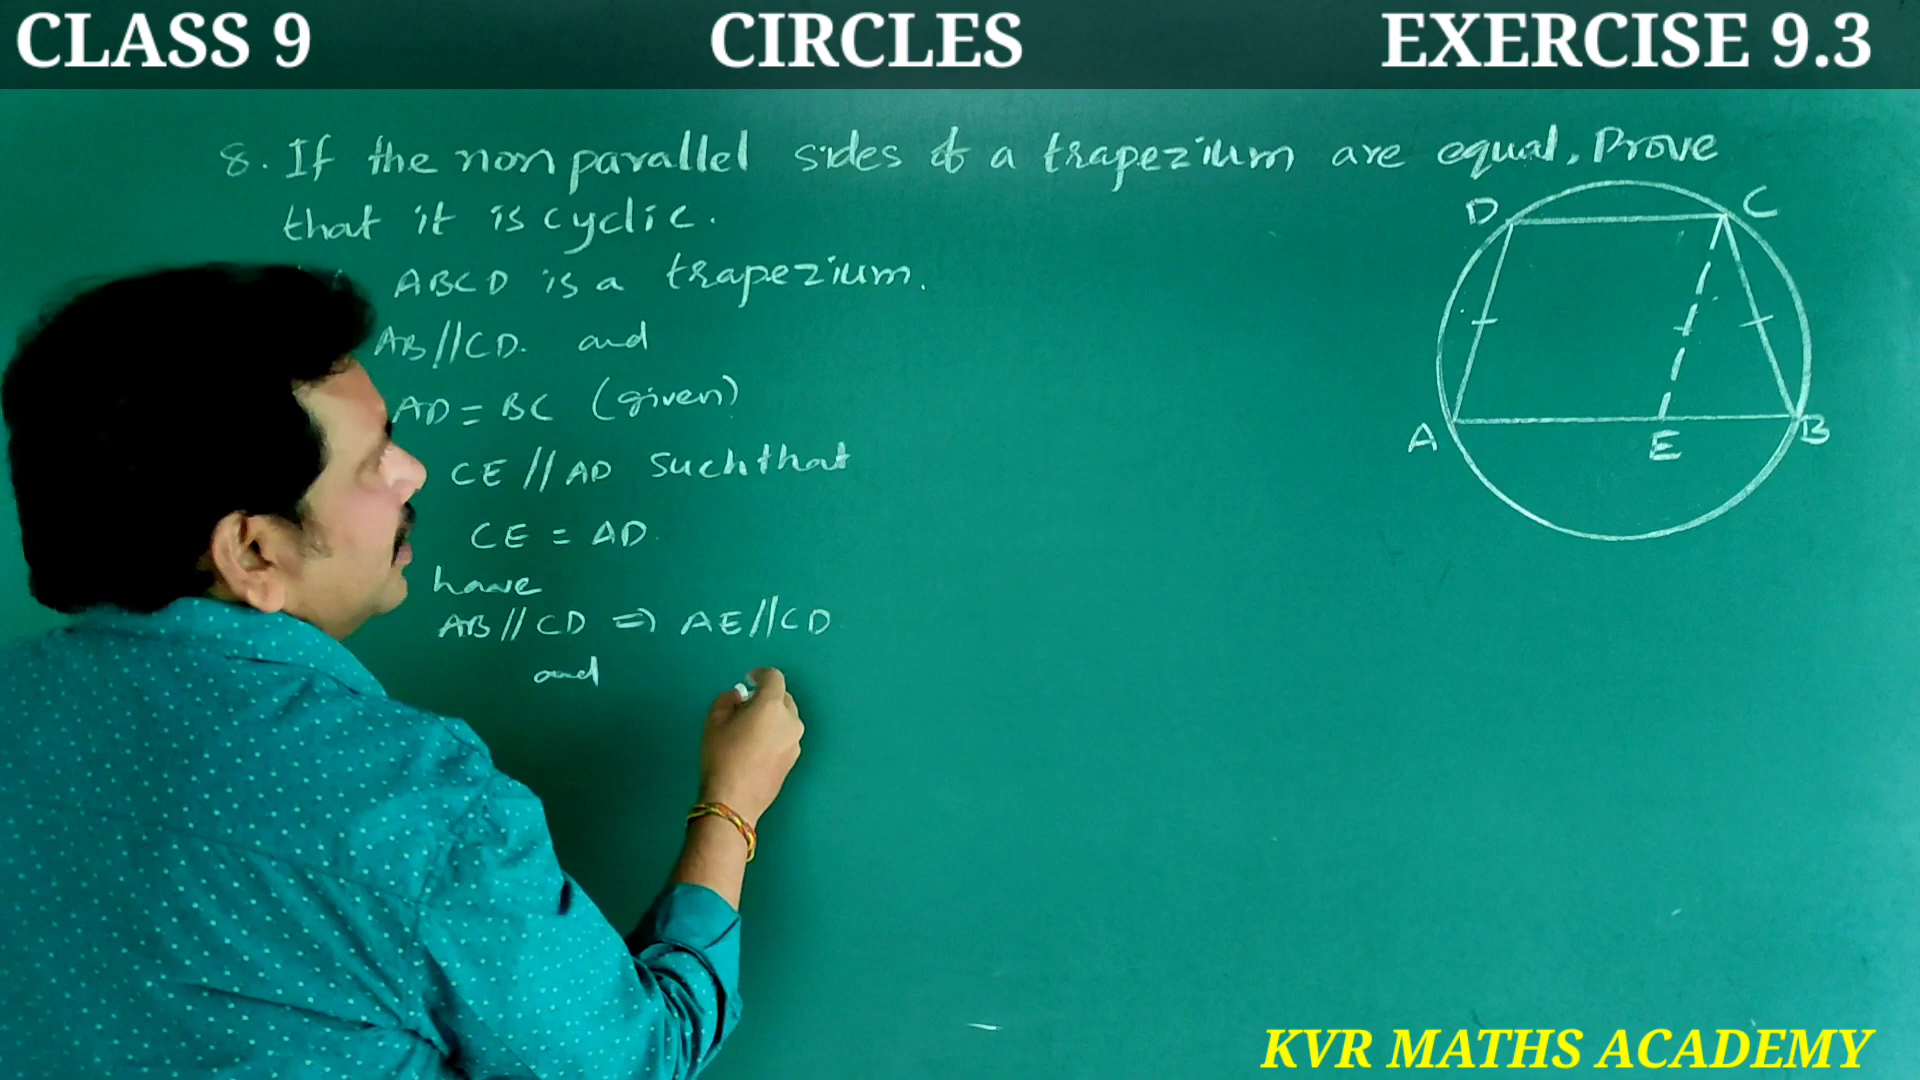 CLASS 9 CIRCLES EXERCISE 9.3
8. If the non parallel sides of a trapezium are equal. Prove
that it is cyclic.
ABCD is a trapezium.
AB//CD. and
AD = BC (given)
CE // AD such that
CE = AD.
have
AB // CD => AE//CD
and
D C
A E B
KVR MATHS ACADEMY